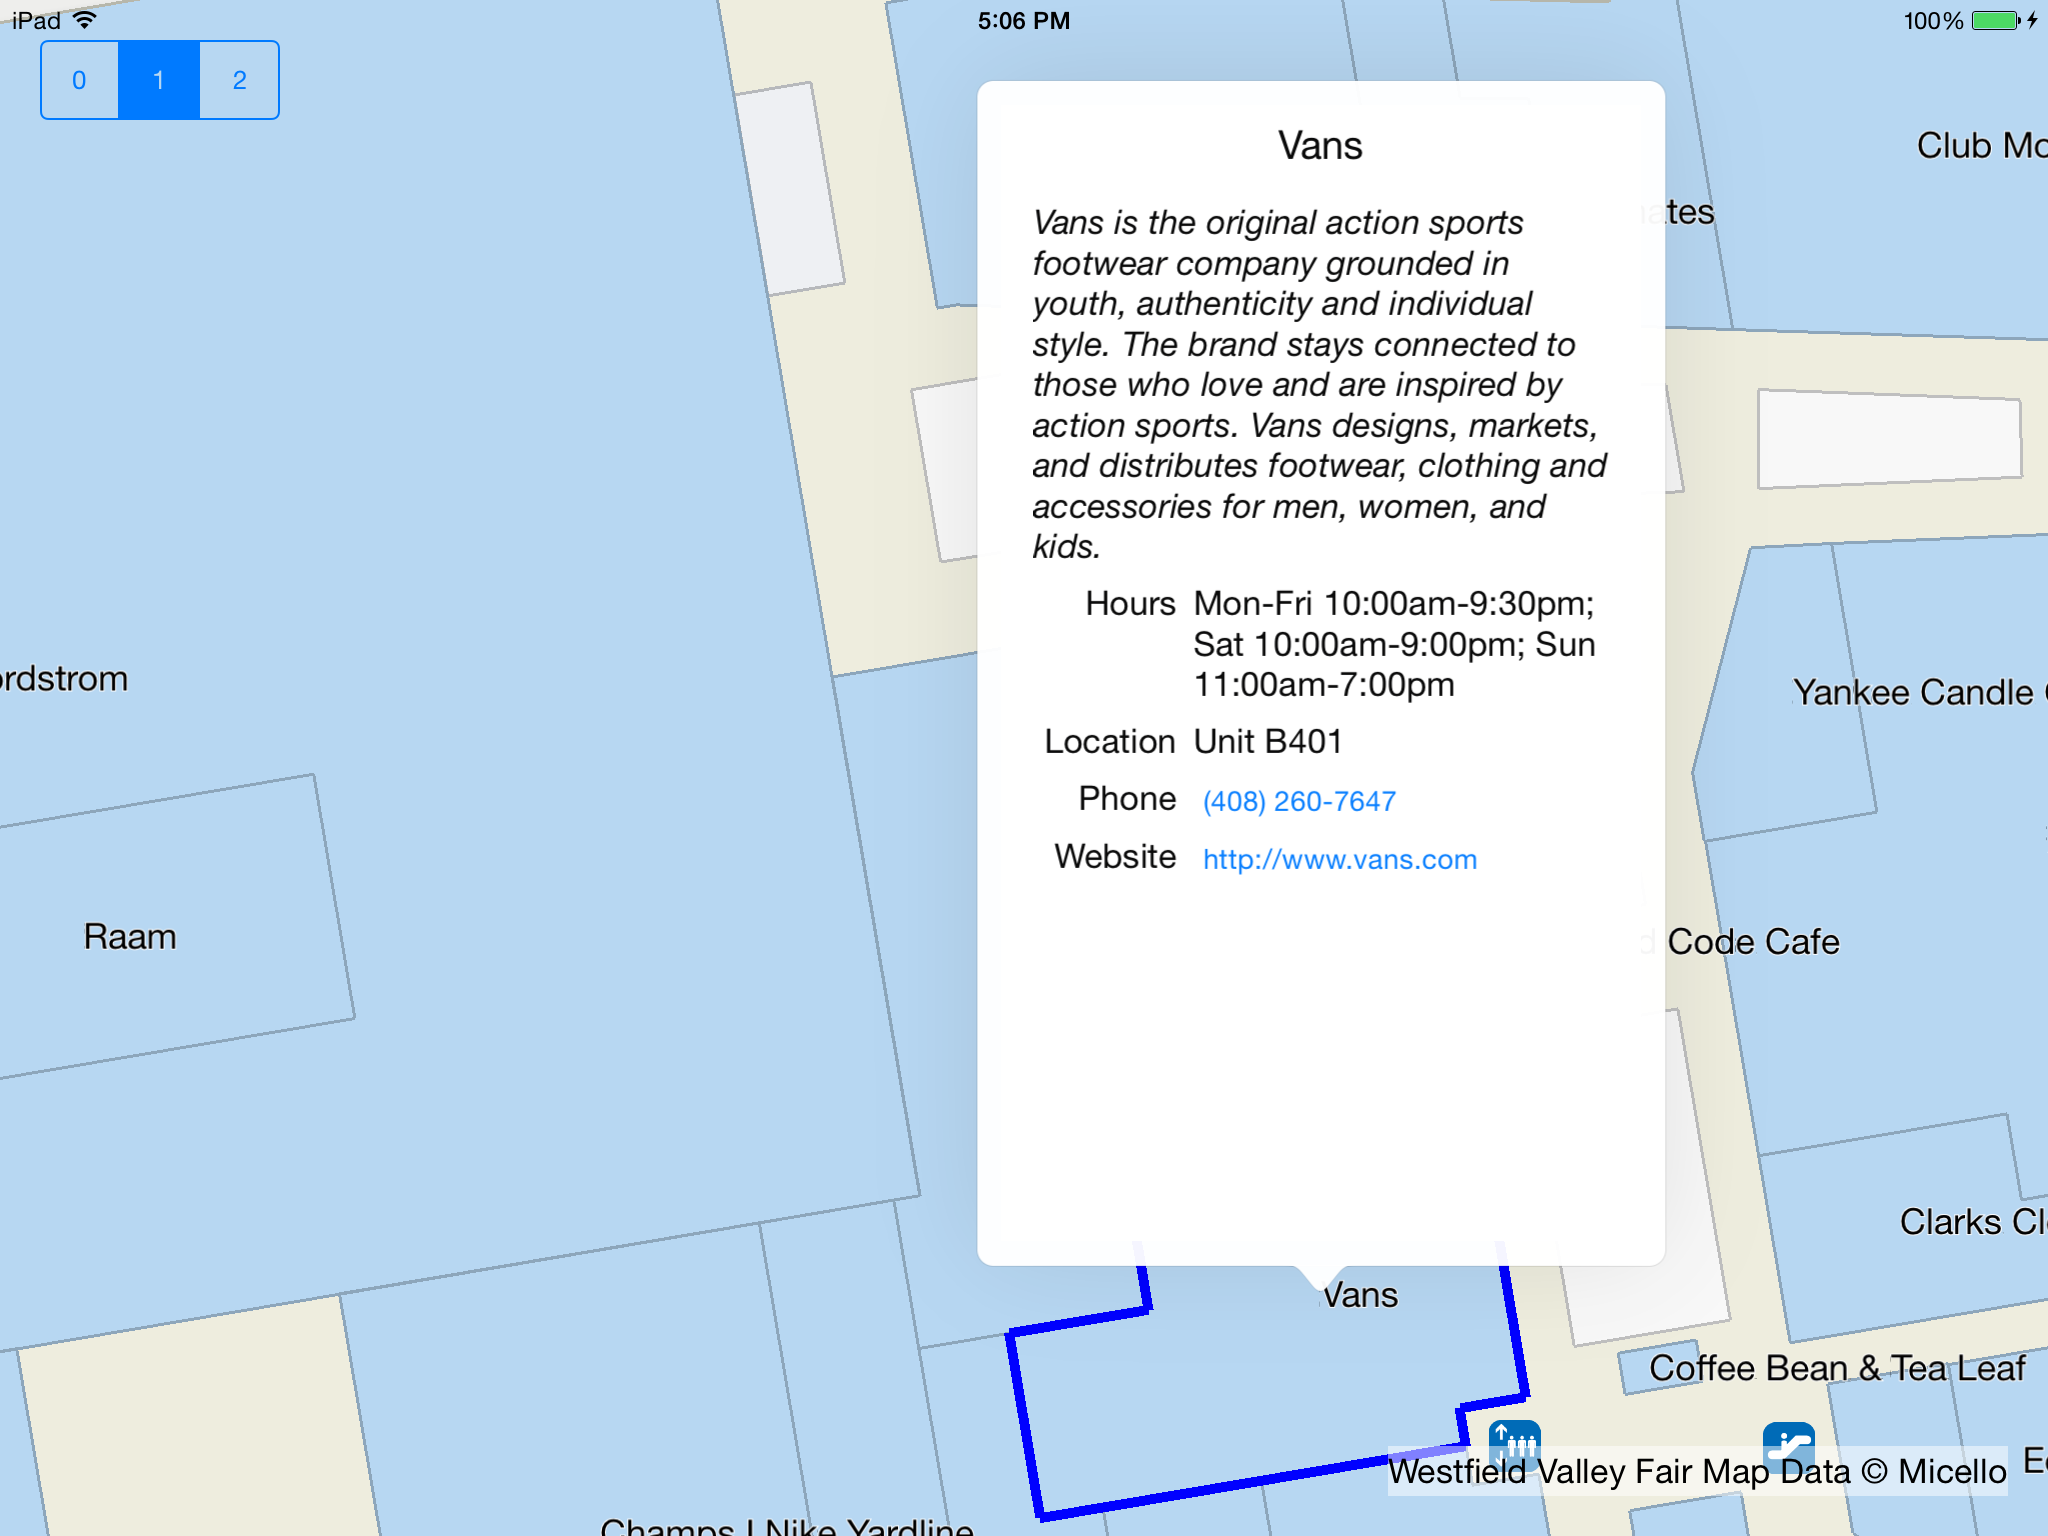 iPad
5:06 PM
100%
0 1 2
Club
Vans
Vans is the original action sports
footwear company grounded in
youth, authenticity and individual
style. The brand stays connected to
those who love and are inspired by
action sports. Vans designs, markets,
and distributes footwear, clothing and
accessories for men, women, and
kids.
Hours Mon-Fri 10:00am-9:30pm;
Sat 10:00am-9:00pm; Sun
11:00am-7:00pm
Location Unit B401
Phone (408) 260-7647
Website http://www.vans.com
ates
rdstrom
Yankee Candle
Raam
Code Cafe
Clarks
Vans
Coffee Bean & Tea Leaf
Westfield Valley Fair Map Data © Micello
Champs | Nike Yardline